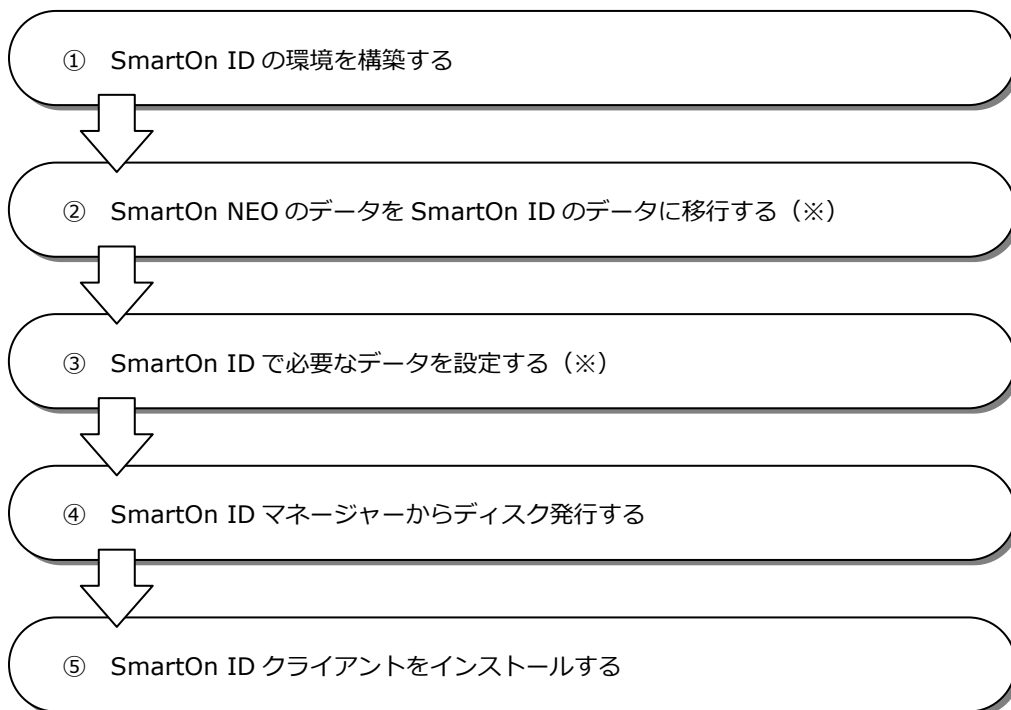 ① SmartOn ID の環境を構築する
② SmartOn NEO のデータを SmartOn ID のデータに移行する（※）
③ SmartOn ID で必要なデータを設定する（※）
④ SmartOn ID マネージャーからディスク発行する
⑤ SmartOn ID クライアントをインストールする